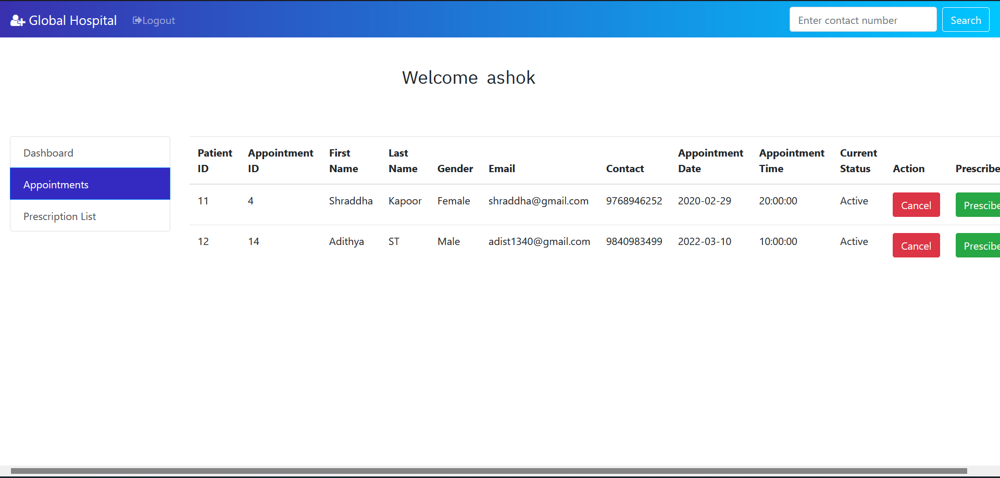 Global Hospital Logout Enter contact number Search
Welcome ashok
Dashboard
Appointments
Prescription List
Patient ID Appointment ID First Name Last Name Gender Email Contact Appointment Date Appointment Time Current Status Action Prescribe
11 4 Shraddha Kapoor Female shraddha@gmail.com 9768946252 2020-02-29 20:00:00 Active Cancel Prescibe
12 14 Adithya ST Male adist1340@gmail.com 9840983499 2022-03-10 10:00:00 Active Cancel Prescibe